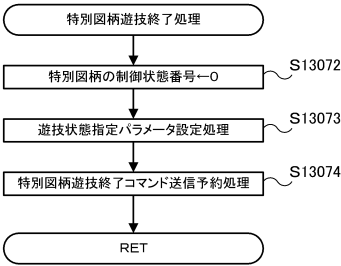 特別図柄遊技終了処理
S13072
特別図柄の制御状態番号←0
S13073
遊技状態指定パラメータ設定処理
S13074
特別図柄遊技終了コマンド送信予約処理
RET